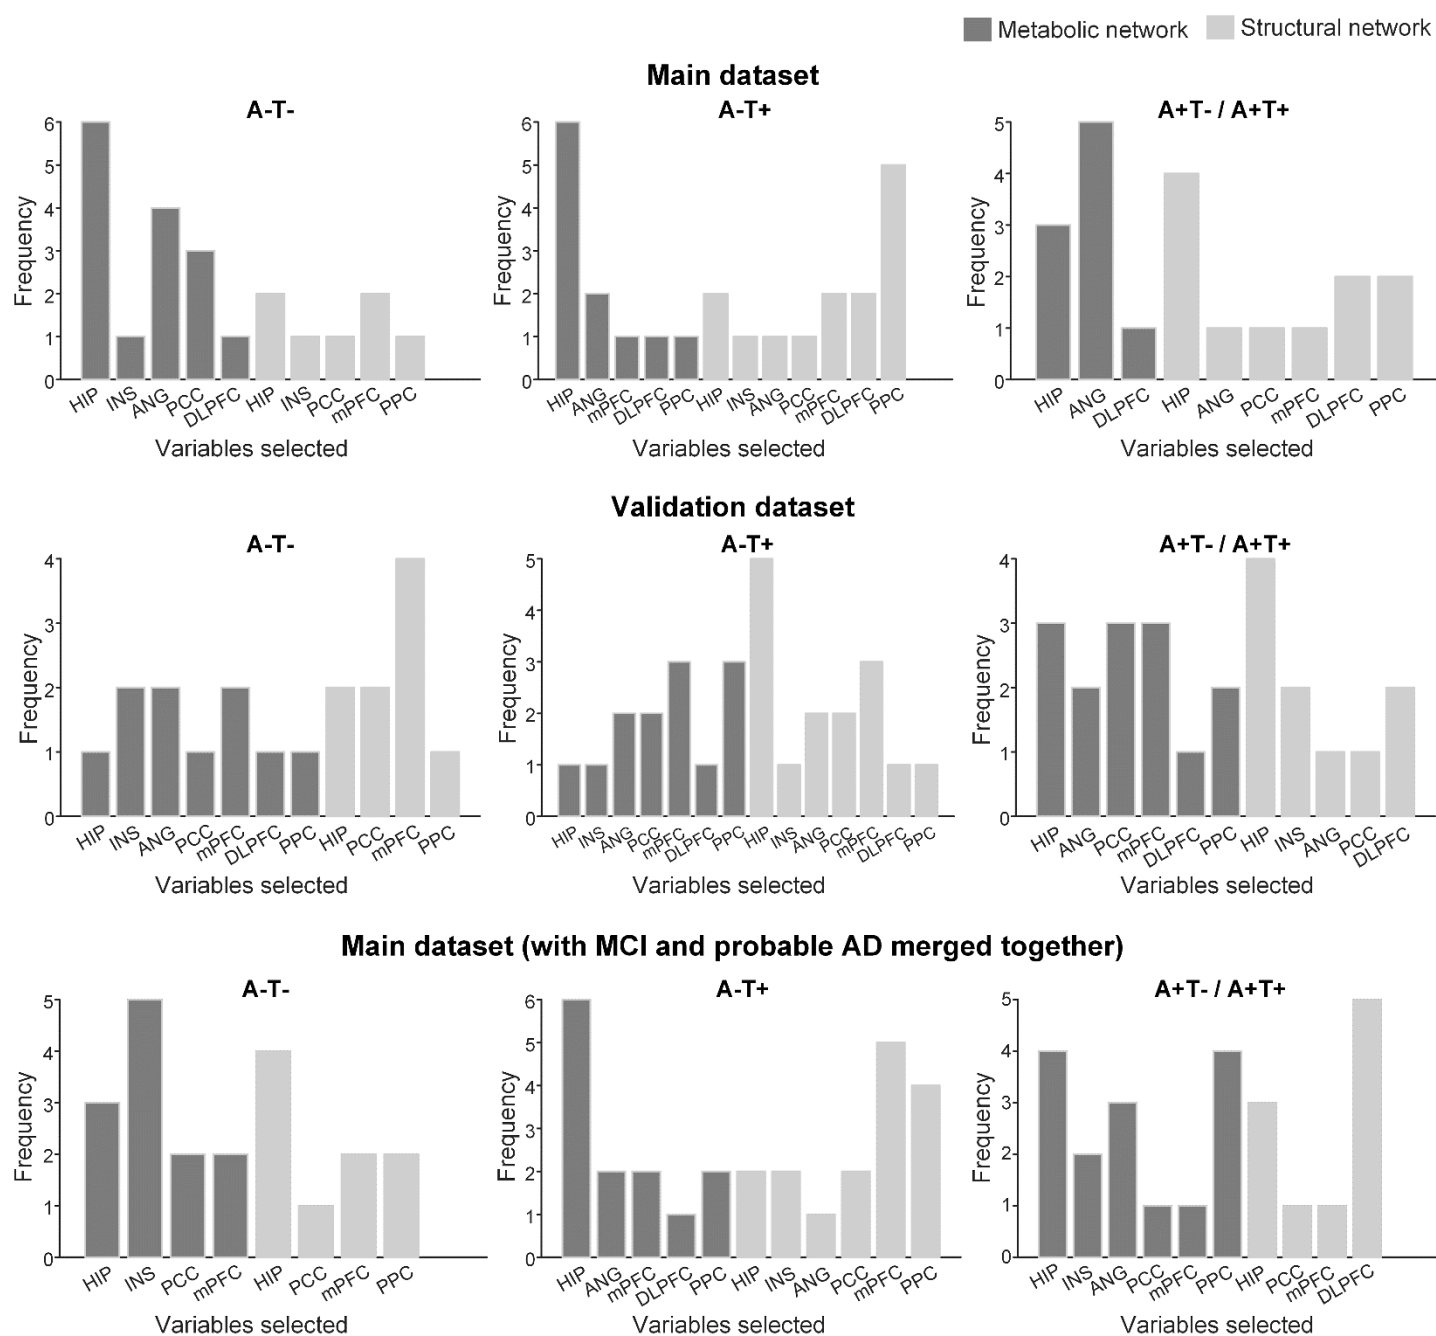 Metabolic network Structural network
Main dataset
A-T-
6
5
4
3
2
1
0
Frequency
HIP INS ANG PCC DLPFC HIP INS PCC mPFC PPC
Variables selected
A-T+
6
5
4
3
2
1
0
Frequency
HIP ANG mPFC DLPFC PPC HIP INS ANG PCC mPFC DLPFC PPC
Variables selected
A+T- / A+T+
5
4
3
2
1
0
Frequency
HIP ANG DLPFC HIP ANG PCC mPFC DLPFC PPC
Variables selected
Validation dataset
A-T-
4
3
2
1
0
Frequency
HIP INS ANG PCC mPFC DLPFC PPC HIP PCC mPFC PPC
Variables selected
A-T+
5
4
3
2
1
0
Frequency
HIP INS ANG PCC mPFC DLPFC PPC HIP INS ANG PCC mPFC DLPFC PPC
Variables selected
A+T- / A+T+
4
3
2
1
0
Frequency
HIP ANG PCC mPFC DLPFC PPC HIP INS ANG PCC DLPFC
Variables selected
Main dataset (with MCI and probable AD merged together)
A-T-
5
4
3
2
1
0
Frequency
HIP INS PCC mPFC HIP PCC mPFC PPC
Variables selected
A-T+
6
5
4
3
2
1
0
Frequency
HIP ANG mPFC DLPFC PPC HIP INS ANG PCC mPFC PPC
Variables selected
A+T- / A+T+
5
4
3
2
1
0
Frequency
HIP INS ANG PCC mPFC PPC HIP PCC mPFC DLPFC
Variables selected